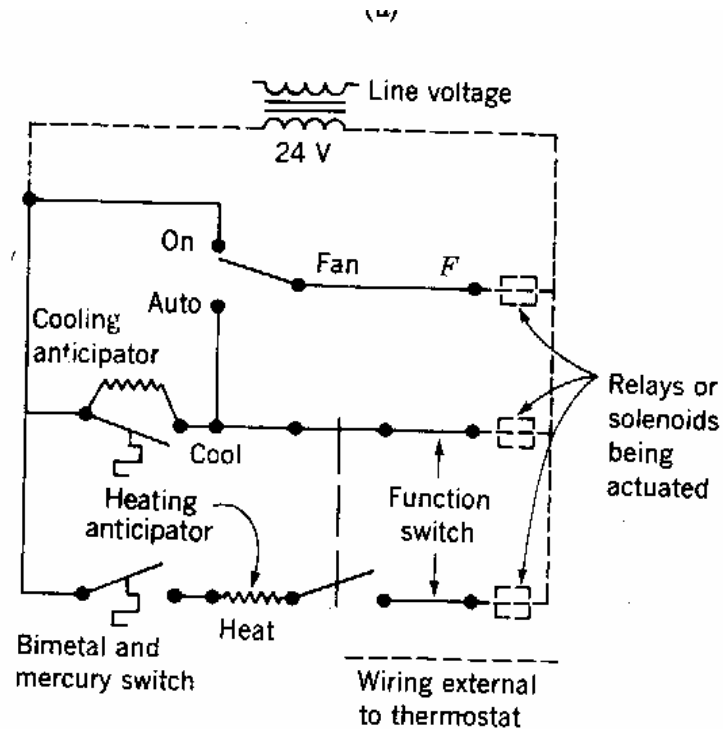 (a)
Line voltage
24 V
On
Fan
F
Auto
Cooling
anticipator
Relays or
solenoids
being
actuated
Cool
Heating
anticipator
Function
switch
Heat
Bimetal and
mercury switch
Wiring external
to thermostat